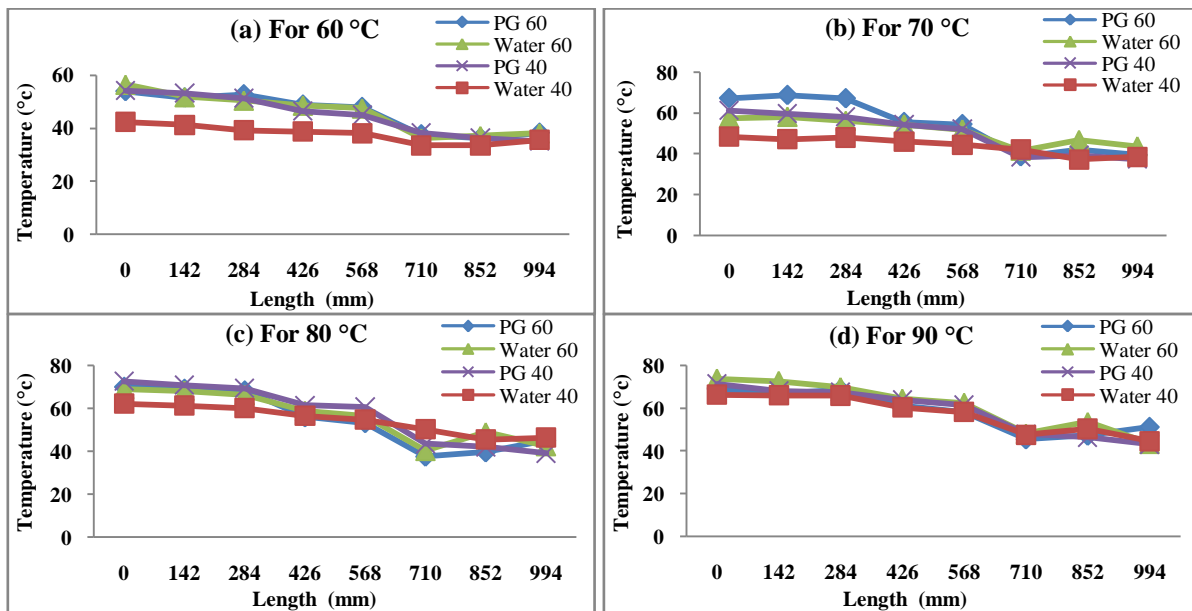 (a) For 60 °C
PG 60
Water 60
PG 40
Water 40
60
40
20
0
Temperature (°c)
0 142 284 426 568 710 852 994
Length (mm)
(b) For 70 °C
PG 60
Water 60
PG 40
Water 40
80
60
40
20
0
Temperature (°c)
0 142 284 426 568 710 852 994
Length (mm)
(c) For 80 °C
PG 60
Water 60
PG 40
Water 40
80
60
40
20
0
Temperature (°c)
0 142 284 426 568 710 852 994
Length (mm)
(d) For 90 °C
PG 60
Water 60
PG 40
Water 40
80
60
40
20
0
Temperature (°c)
0 142 284 426 568 710 852 994
Length (mm)